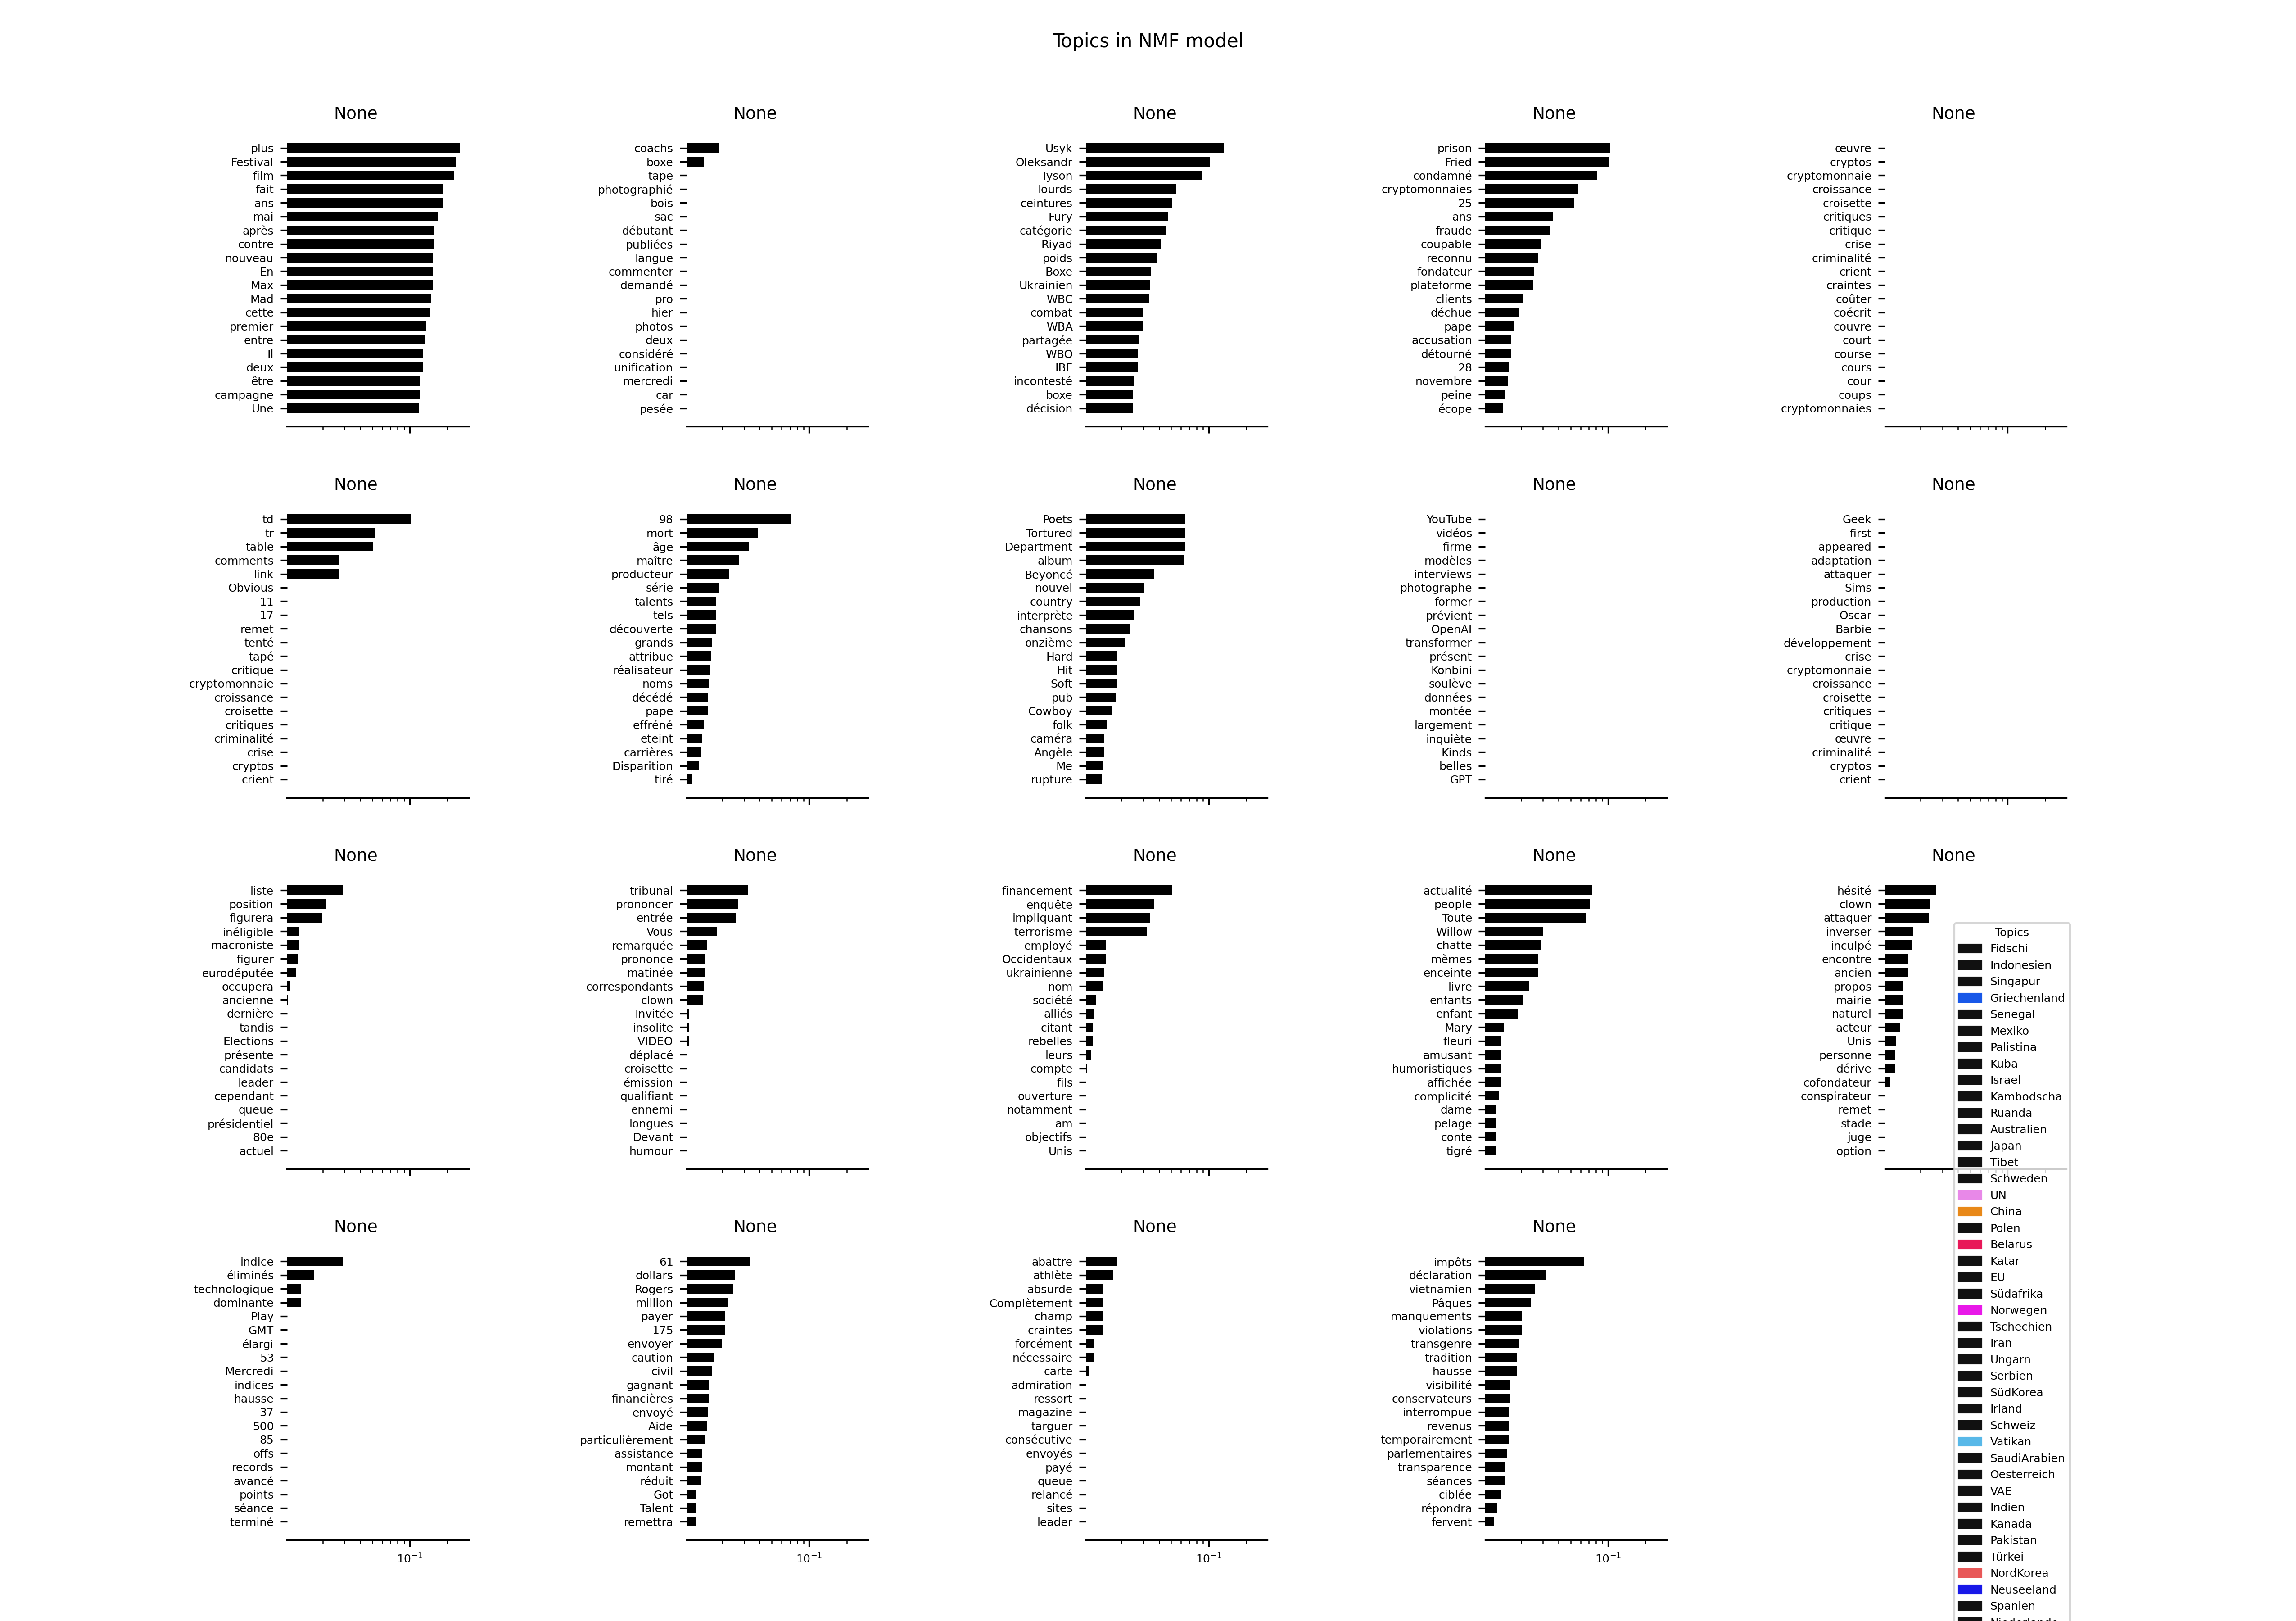 Topics in NMF model
None
plus
Festival
film
fait
ans
mai
après
contre
nouveau
En
Max
Mad
cette
premier
entre
Il
deux
être
campagne
Une
None
coachs
boxe
tape
photographié
bois
sac
débutant
publiées
langue
commenter
demandé
pro
hier
photos
deux
considéré
unification
mercredi
car
pesée
None
Usyk
Oleksandr
Tyson
lourds
ceintures
Fury
catégorie
Riyad
poids
Boxe
Ukrainien
WBC
combat
WBA
partagée
WBO
IBF
incontesté
boxe
décision
None
prison
Fried
condamné
cryptomonnaies
25
ans
fraude
coupable
reconnu
fondateur
plateforme
clients
déchue
pape
accusation
détourné
28
novembre
peine
écope
None
œuvre
cryptos
cryptomonnaie
croissance
croisette
critiques
critique
crise
criminalité
crient
craintes
coûter
coécrit
couvre
court
course
cours
cour
coups
cryptomonnaies
None
td
tr
table
comments
link
Obvious
11
17
remet
tenté
tapé
critique
cryptomonnaie
croissance
croisette
critiques
criminalité
crise
cryptos
crient
None
98
mort
âge
maître
producteur
série
talents
tels
découverte
grands
attribue
réalisateur
noms
décédé
pape
effréné
eteint
carrières
Disparition
tiré
None
Poets
Tortured
Department
album
Beyoncé
nouvel
country
interprète
chansons
onzième
Hard
Hit
Soft
pub
Cowboy
folk
caméra
Angèle
Me
rupture
None
YouTube
vidéos
firme
modèles
interviews
photographe
former
prévient
OpenAI
transformer
présent
Konbini
soulève
données
montée
largement
inquiète
Kinds
belles
GPT
None
Geek
first
appeared
adaptation
attaquer
Sims
production
Oscar
Barbie
développement
crise
cryptomonnaie
croissance
croisette
critiques
critique
œuvre
criminalité
cryptos
crient
None
liste
position
figurera
inéligible
macroniste
figurer
eurodéputée
occupera
ancienne
dernière
tandis
Elections
présente
candidats
leader
cependant
queue
présidentiel
80e
actuel
None
tribunal
prononcer
entrée
Vous
remarquée
prononce
matinée
correspondants
clown
Invitée
insolite
VIDEO
déplacé
croisette
émission
qualifiant
ennemi
longues
Devant
humour
None
financement
enquête
impliquant
terrorisme
employé
Occidentaux
ukrainienne
nom
société
alliés
citant
rebelles
leurs
compte
fils
ouverture
notamment
am
objectifs
Unis
None
actualité
people
Toute
Willow
chatte
mèmes
enceinte
livre
enfants
enfant
Mary
fleuri
amusant
humoristiques
affichée
complicité
dame
pelage
conte
tigré
None
hésité
clown
attaquer
inverser
inculpé
encontre
ancien
propos
mairie
naturel
acteur
Unis
personne
dérive
cofondateur
conspirateur
remet
stade
juge
option
None
indice
éliminés
technologique
dominante
Play
GMT
élargi
53
Mercredi
indices
hausse
37
500
85
offs
records
avancé
points
séance
terminé
10⁻¹
None
61
dollars
Rogers
million
payer
175
envoyer
caution
civil
gagnant
financières
envoyé
Aide
particulièrement
assistance
montant
réduit
Got
Talent
remettra
10⁻¹
None
abattre
athlète
absurde
Complètement
champ
craintes
forcément
nécessaire
carte
admiration
ressort
magazine
targuer
consécutive
envoyés
payé
queue
relancé
sites
leader
10⁻¹
None
impôts
déclaration
vietnamien
Pâques
manquements
violations
transgenre
tradition
hausse
visibilité
conservateurs
interrompue
revenus
temporairement
parlementaires
transparence
séances
ciblée
répondra
fervent
10⁻¹
Topics
Fidschi
Indonesien
Singapur
Griechenland
Senegal
Mexiko
Palistina
Kuba
Israel
Kambodscha
Ruanda
Australien
Japan
Tibet
Schweden
UN
China
Polen
Belarus
Katar
EU
Südafrika
Norwegen
Tschechien
Iran
Ungarn
Serbien
SüdKorea
Irland
Schweiz
Vatikan
SaudiArabien
Oesterreich
VAE
Indien
Kanada
Pakistan
Türkei
NordKorea
Neuseeland
Spanien